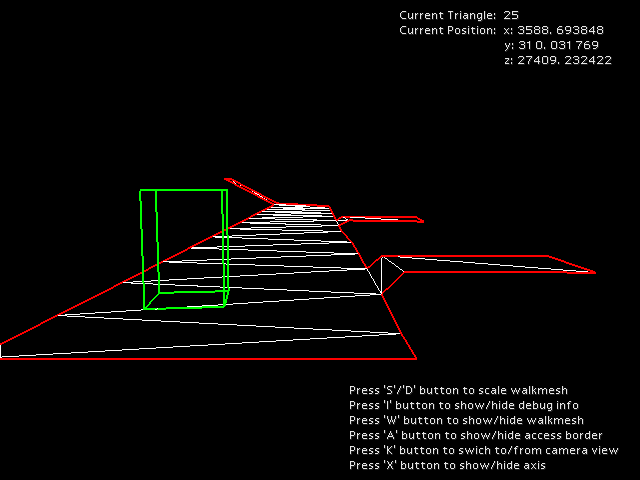 Current Triangle: 25
Current Position: x: 3588. 693848
y: 310. 031769
z: 27409. 232422
Press 'S'/'D' button to scale walkmesh
Press 'I' button to show/hide debug info
Press 'W' button to show/hide walkmesh
Press 'A' button to show/hide access border
Press 'K' button to swich to/from camera view
Press 'X' button to show/hide axis